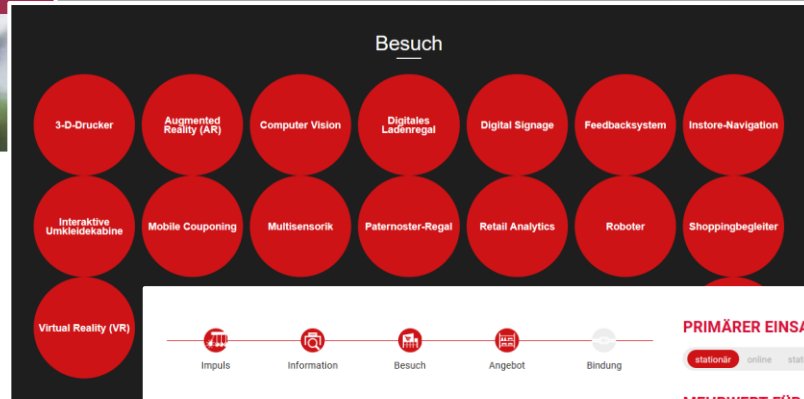 Besuch
3-D-Drucker
Augmented
Reality (AR)
Computer Vision
Digitales
Ladenregal
Digital Signage
Feedbacksystem
Instore-Navigation
Interaktive
Umkleidekabine
Mobile Couponing
Multisensorik
Paternoster-Regal
Retail Analytics
Roboter
Shoppingbegleiter
Virtual Reality (VR)
Impuls
Information
Besuch
Angebot
Bindung
PRIMÄRER EINSA
stationär online stat